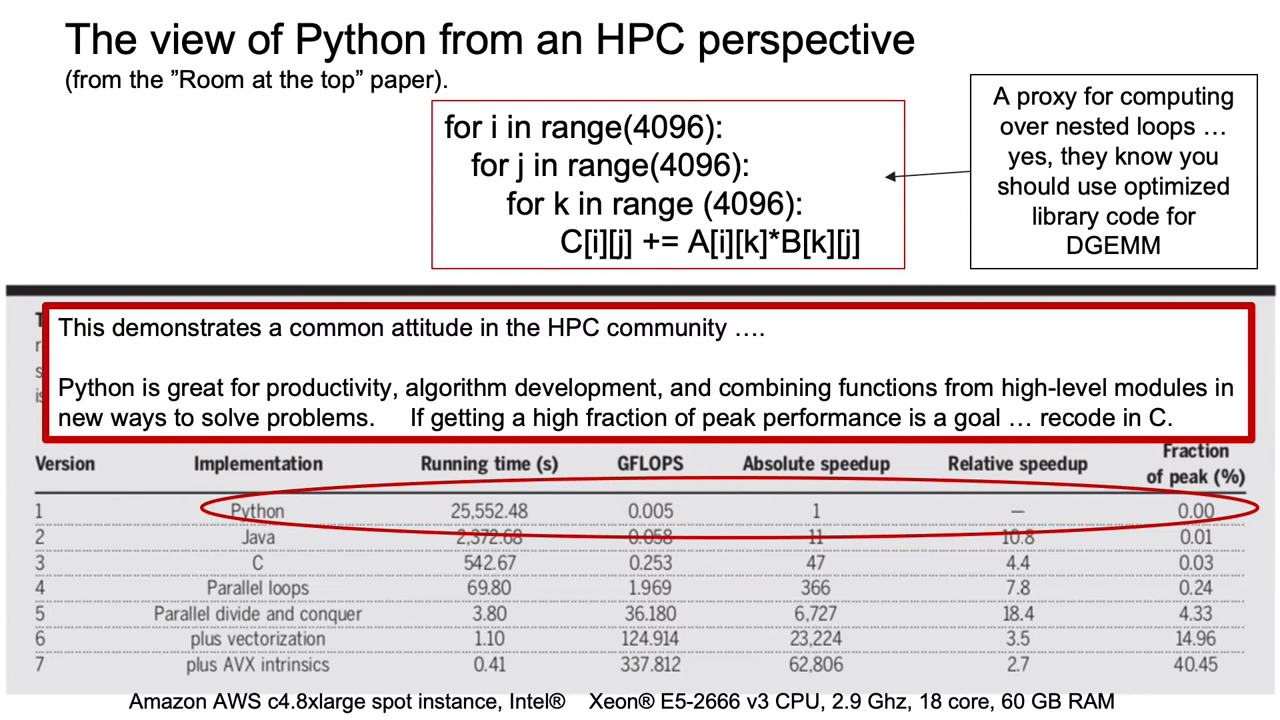 The view of Python from an HPC perspective
(from the ”Room at the top” paper).
for i in range(4096):
for j in range(4096):
for k in range (4096):
C[i][j] += A[i][k]*B[k][j]
A proxy for computing
over nested loops …
yes, they know you
should use optimized
library code for
DGEMM
This demonstrates a common attitude in the HPC community ….
Python is great for productivity, algorithm development, and combining functions from high-level modules in
new ways to solve problems. If getting a high fraction of peak performance is a goal … recode in C.
Version Implementation Running time (s) GFLOPS Absolute speedup Relative speedup Fraction of peak (%)
1 Python 25,552.48 0.005 1 — 0.00
2 Java 2,372.68 0.058 11 10.8 0.01
3 C 542.67 0.253 47 4.4 0.03
4 Parallel loops 69.80 1.969 366 7.8 0.24
5 Parallel divide and conquer 3.80 36.180 6,727 18.4 4.33
6 plus vectorization 1.10 124.914 23,224 3.5 14.96
7 plus AVX intrinsics 0.41 337.812 62,806 2.7 40.45
Amazon AWS c4.8xlarge spot instance, Intel® Xeon® E5-2666 v3 CPU, 2.9 Ghz, 18 core, 60 GB RAM